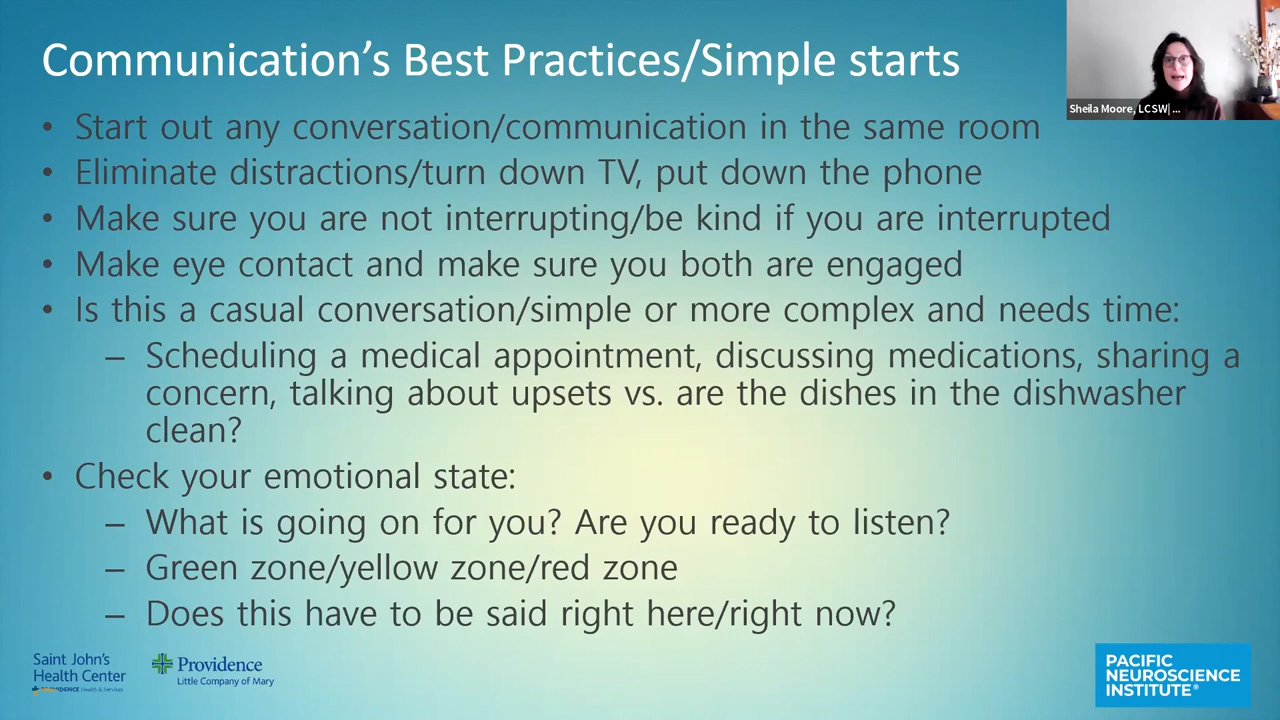 Communication's Best Practices/Simple starts
Sheila Moore, LCSW| ...
• Start out any conversation/communication in the same room
• Eliminate distractions/turn down TV, put down the phone
• Make sure you are not interrupting/be kind if you are interrupted
• Make eye contact and make sure you both are engaged
• Is this a casual conversation/simple or more complex and needs time:
– Scheduling a medical appointment, discussing medications, sharing a
concern, talking about upsets vs. are the dishes in the dishwasher
clean?
• Check your emotional state:
– What is going on for you? Are you ready to listen?
– Green zone/yellow zone/red zone
– Does this have to be said right here/right now?
Saint John's
Health Center
PROVIDENCE Health & Services
Providence
Little Company of Mary
PACIFIC
NEUROSCIENCE
INSTITUTE®